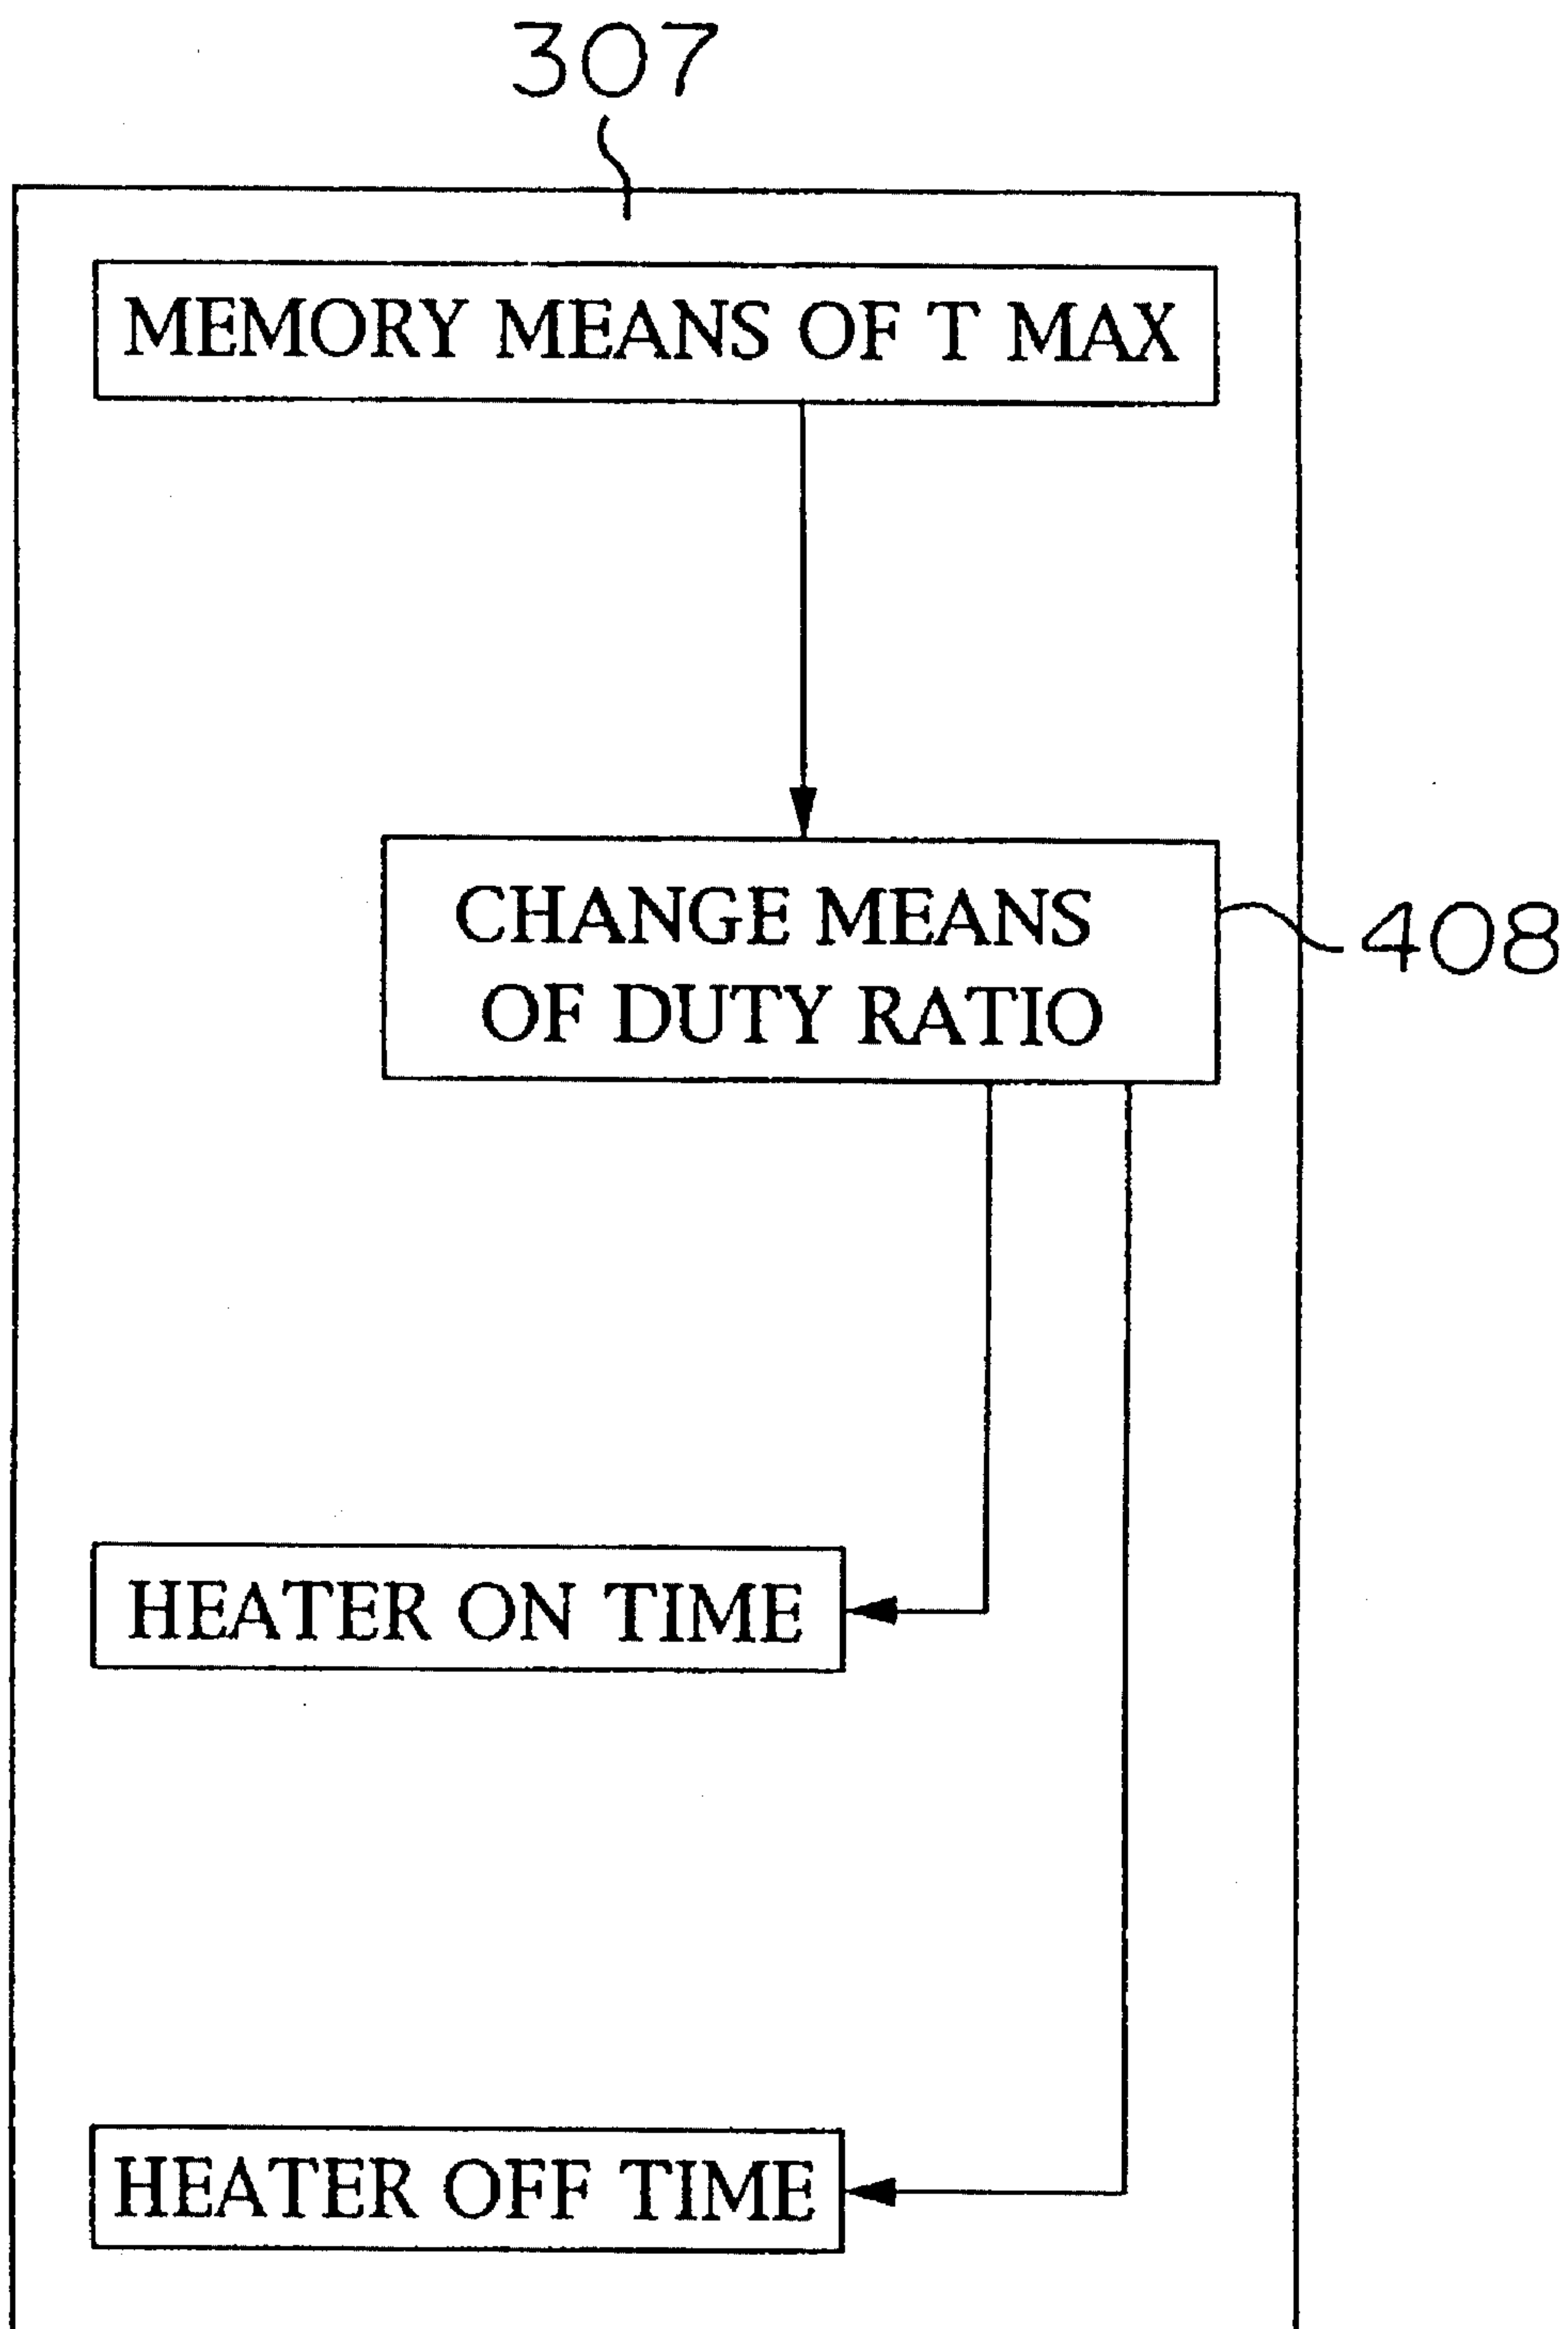 307
MEMORY MEANS OF T MAX
CHANGE MEANS
OF DUTY RATIO
408
HEATER ON TIME
HEATER OFF TIME